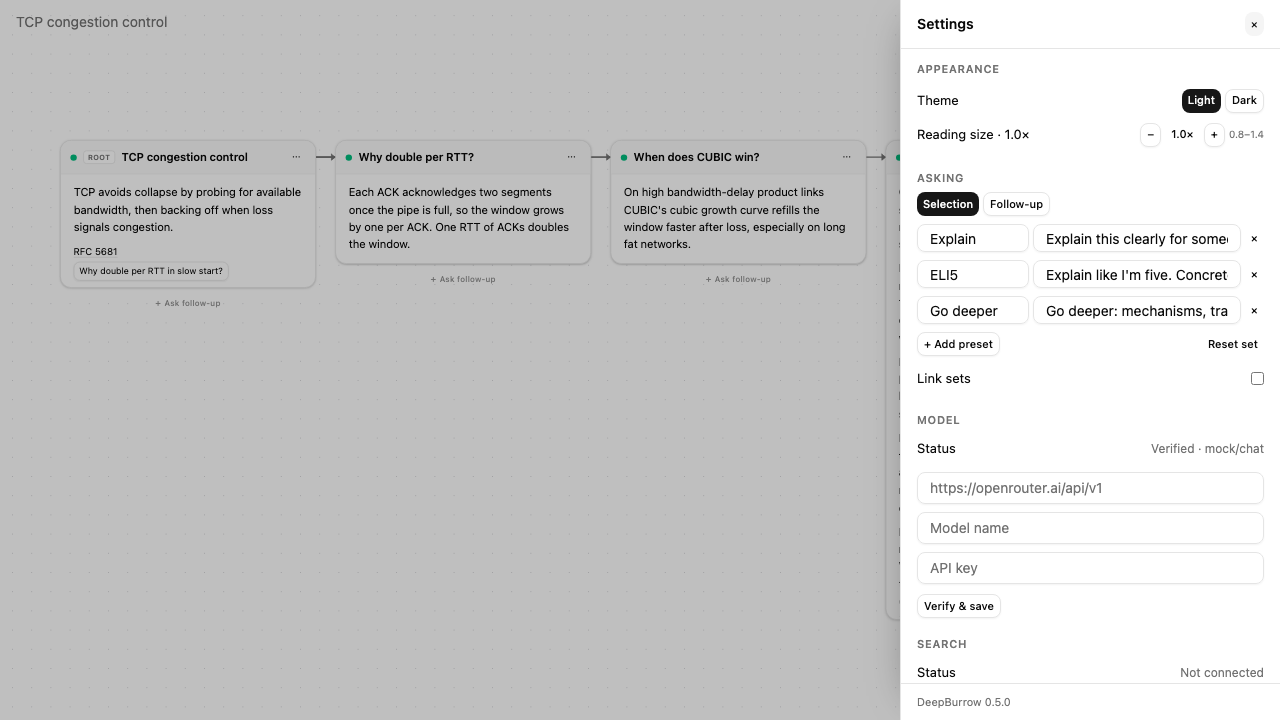 TCP congestion control
ROOT TCP congestion control ···
TCP avoids collapse by probing for available
bandwidth, then backing off when loss
signals congestion.
RFC 5681
Why double per RTT in slow start?
+ Ask follow-up
Why double per RTT? ···
Each ACK acknowledges two segments
once the pipe is full, so the window grows
by one per ACK. One RTT of ACKs doubles
the window.
+ Ask follow-up
When does CUBIC win? ···
On high bandwidth-delay product links
CUBIC's cubic growth curve refills the
window faster after loss, especially on long
fat networks.
+ Ask follow-up
Settings ×
APPEARANCE
Theme Light Dark
Reading size · 1.0× − 1.0× + 0.8–1.4
ASKING
Selection Follow-up
Explain Explain this clearly for some ×
ELI5 Explain like I'm five. Concret ×
Go deeper Go deeper: mechanisms, tra ×
+ Add preset Reset set
Link sets
MODEL
Status Verified · mock/chat
https://openrouter.ai/api/v1
Model name
API key
Verify & save
SEARCH
Status Not connected
DeepBurrow 0.5.0